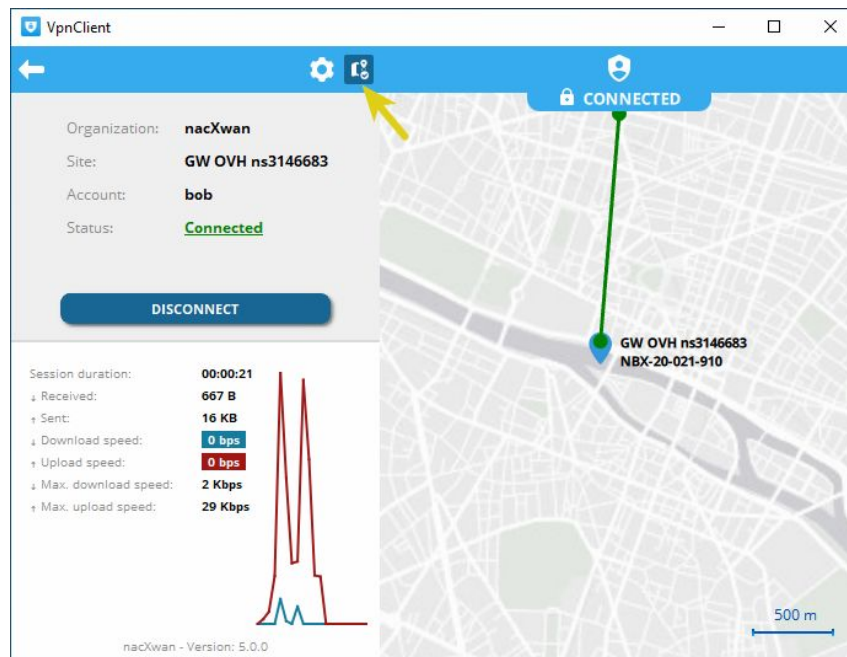 VpnClient
CONNECTED
Organization: nacXwan
Site: GW OVH ns3146683
Account: bob
Status: Connected
DISCONNECT
Session duration: 00:00:21
↓ Received: 667 B
↑ Sent: 16 KB
↓ Download speed: 0 bps
↑ Upload speed: 0 bps
↓ Max. download speed: 2 Kbps
↑ Max. upload speed: 29 Kbps
nacXwan - Version: 5.0.0
GW OVH ns3146683
NBX-20-021-910
500 m